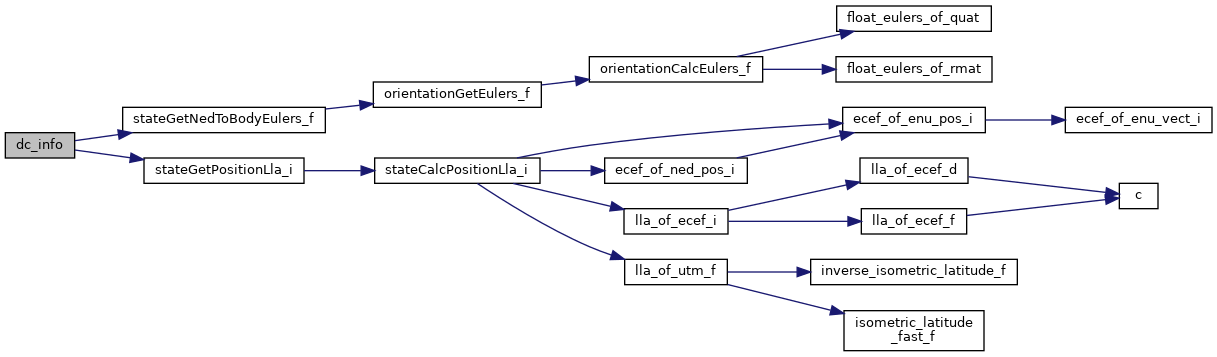 dc_info
stateGetNedToBodyEulers_f
stateGetPositionLla_i
orientationGetEulers_f
stateCalcPositionLla_i
orientationCalcEulers_f
ecef_of_ned_pos_i
lla_of_ecef_i
lla_of_utm_f
float_eulers_of_quat
float_eulers_of_rmat
ecef_of_enu_pos_i
lla_of_ecef_d
lla_of_ecef_f
inverse_isometric_latitude_f
isometric_latitude
_fast_f
ecef_of_enu_vect_i
c